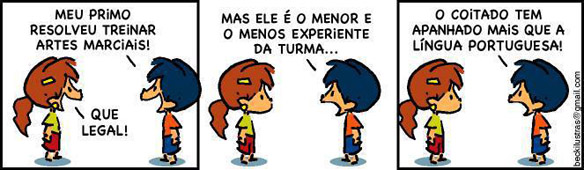 MEU PRIMO
RESOLVEU TREINAR
ARTES MARCIAIS!
QUE
LEGAL!
MAS ELE É O MENOR E
O MENOS EXPERIENTE
DA TURMA...
O COITADO TEM
APANHADO MAIS QUE A
LÍNGUA PORTUGUESA!
beckilustras@gmail.com